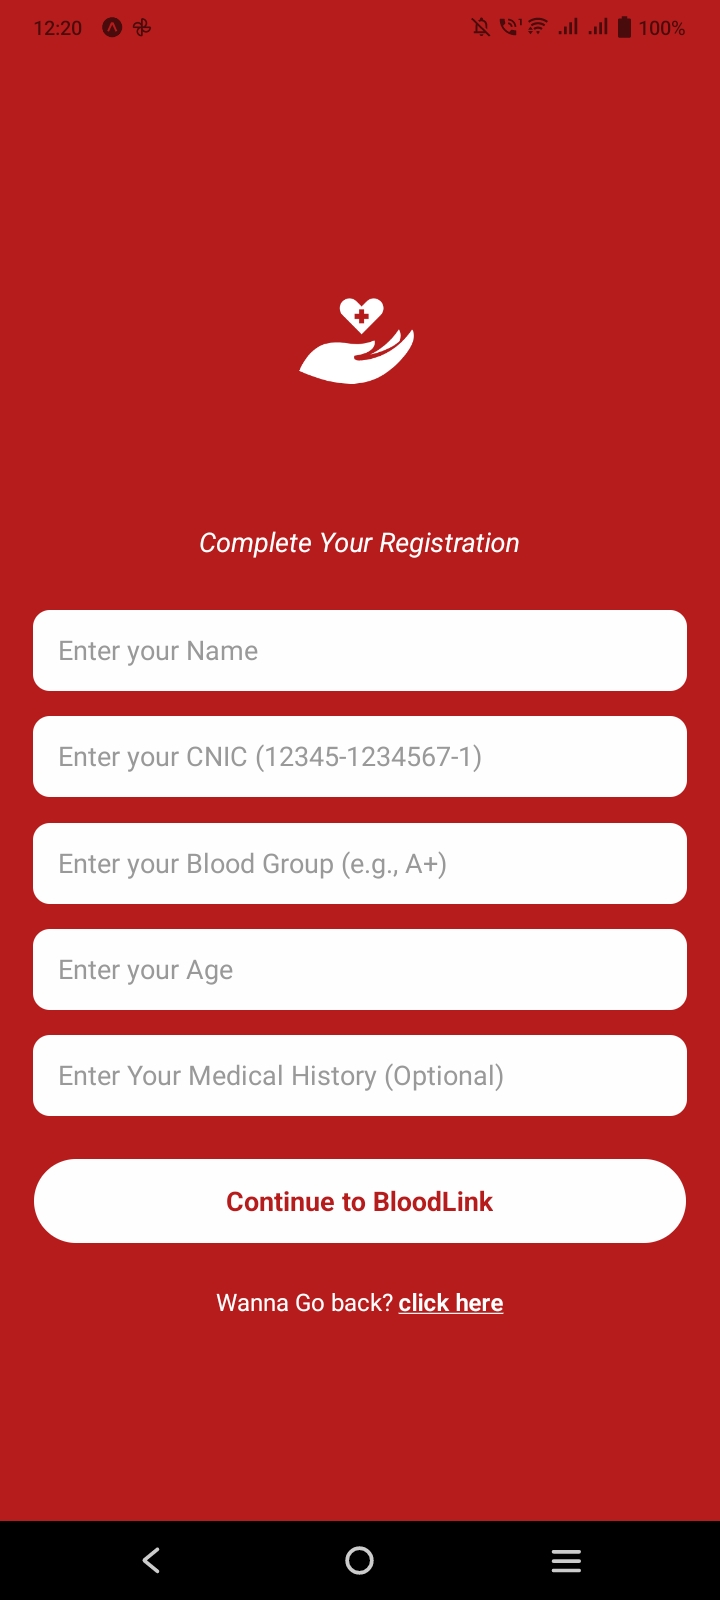 12:20 100%
Complete Your Registration
Enter your Name
Enter your CNIC (12345-1234567-1)
Enter your Blood Group (e.g., A+)
Enter your Age
Enter Your Medical History (Optional)
Continue to BloodLink
Wanna Go back? click here